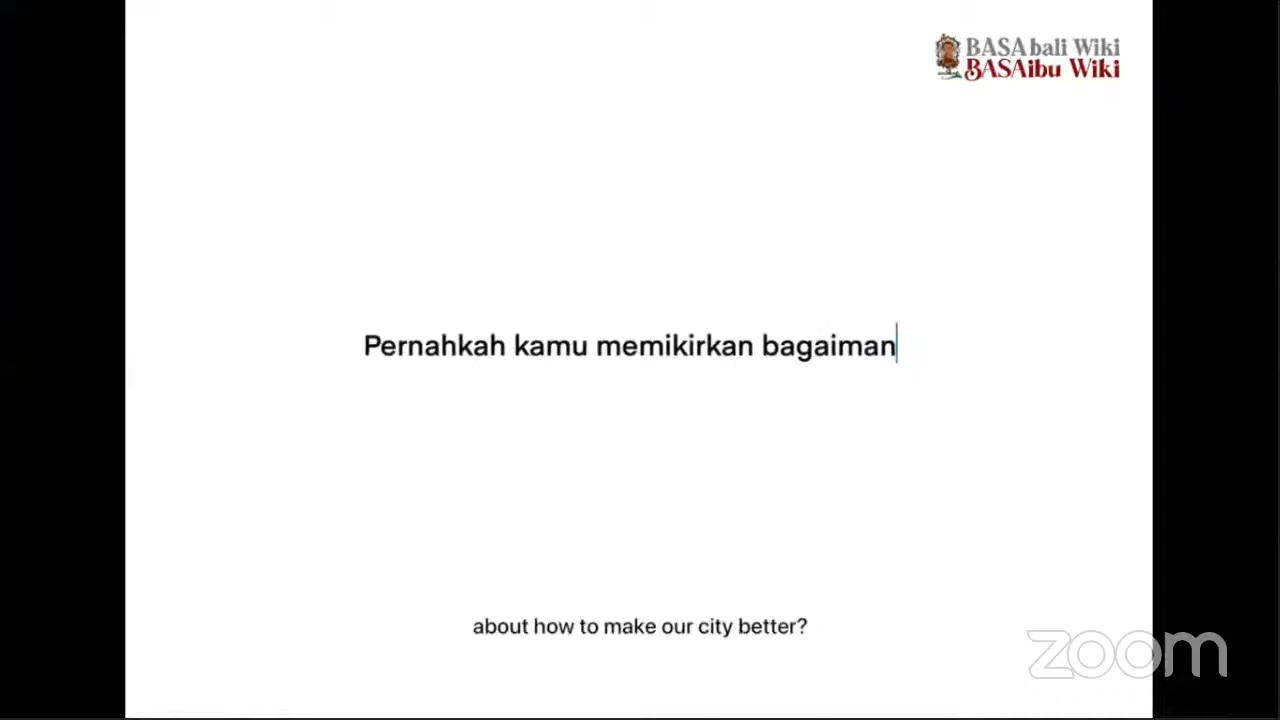 BASAbali Wiki
BASAibu Wiki
Pernahkah kamu memikirkan bagaiman
about how to make our city better?
zoom